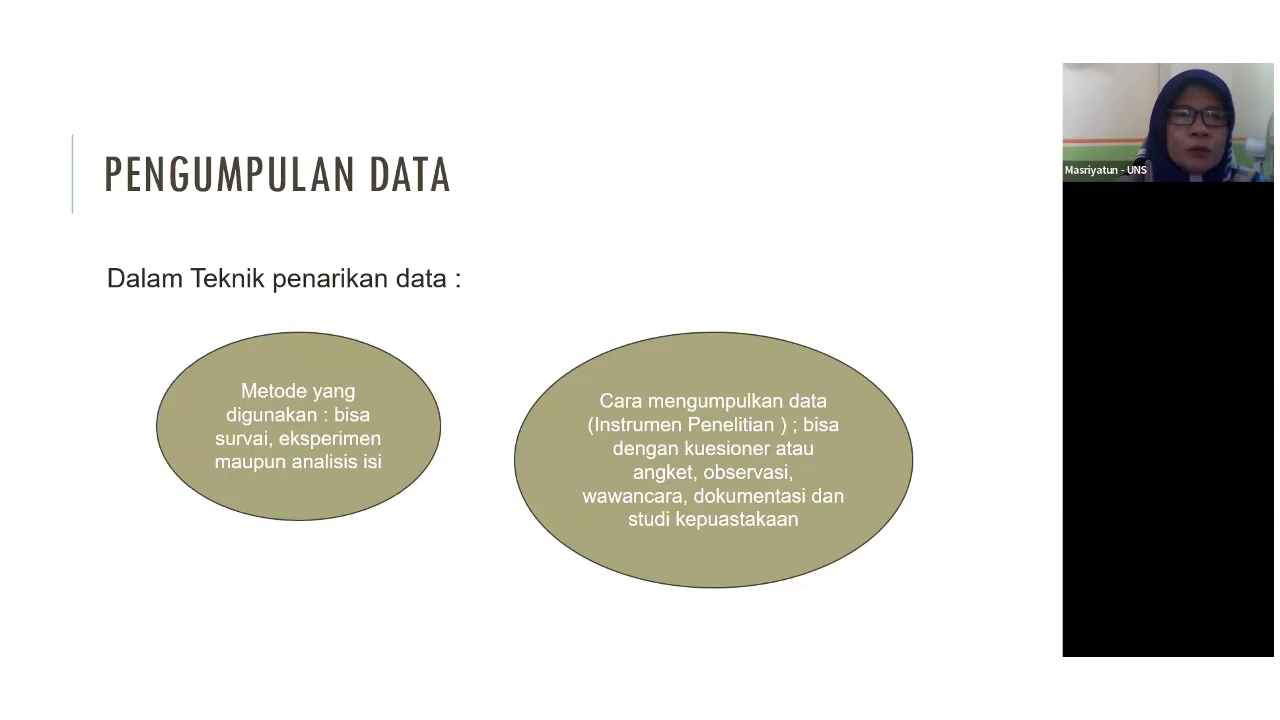 PENGUMPULAN DATA
Dalam Teknik penarikan data :
Metode yang
digunakan : bisa
survai, eksperimen
maupun analisis isi
Cara mengumpulkan data
(Instrumen Penelitian ) ; bisa
dengan kuesioner atau
angket, observasi,
wawancara, dokumentasi dan
studi kepuastakaan
Masriyatun - UNS